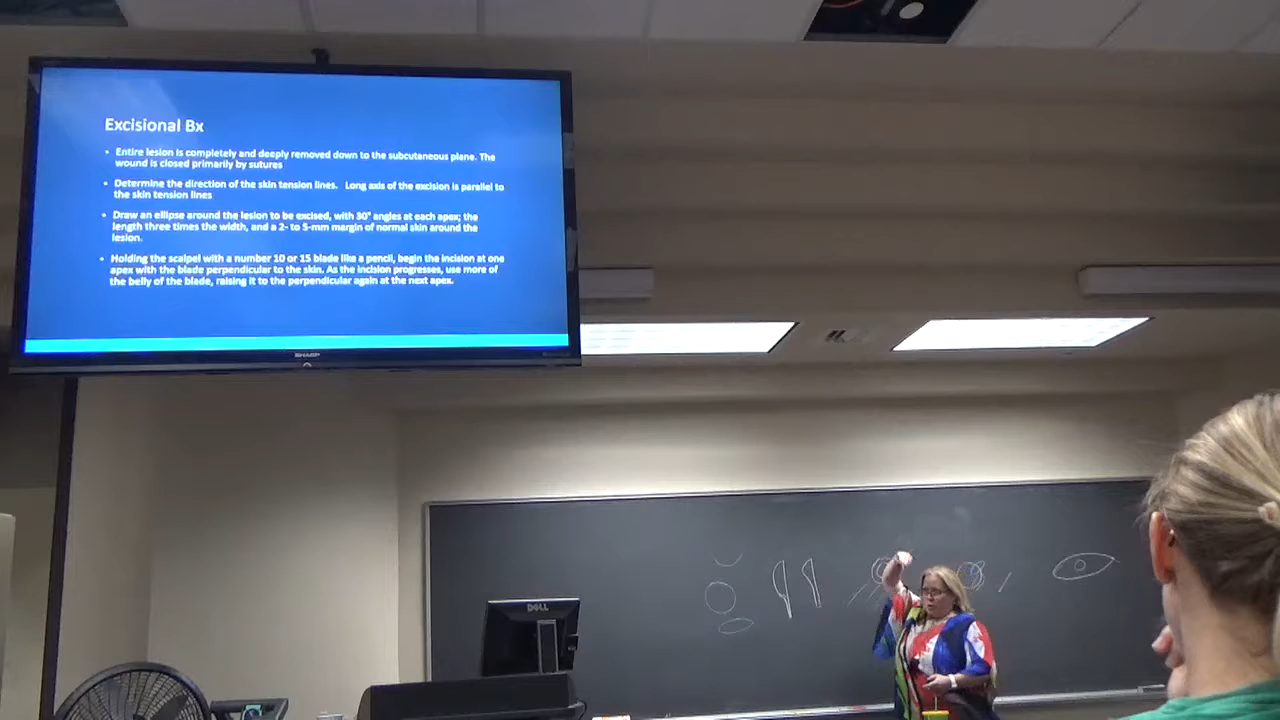 Excisional Bx
• Entire lesion is completely and deeply removed down to the subcutaneous plane. The
wound is closed primarily by sutures
• Determine the direction of the skin tension lines. Long axis of the excision is parallel to
the skin tension lines
• Draw an ellipse around the lesion to be excised, with 30° angles at each apex; the
length three times the width, and a 2- to 5-mm margin of normal skin around the
lesion.
• Holding the scalpel with a number 10 or 15 blade like a pencil, begin the incision at one
apex with the blade perpendicular to the skin. As the incision progresses, use more of
the belly of the blade, raising it to the perpendicular again at the next apex.
SHARP
DELL